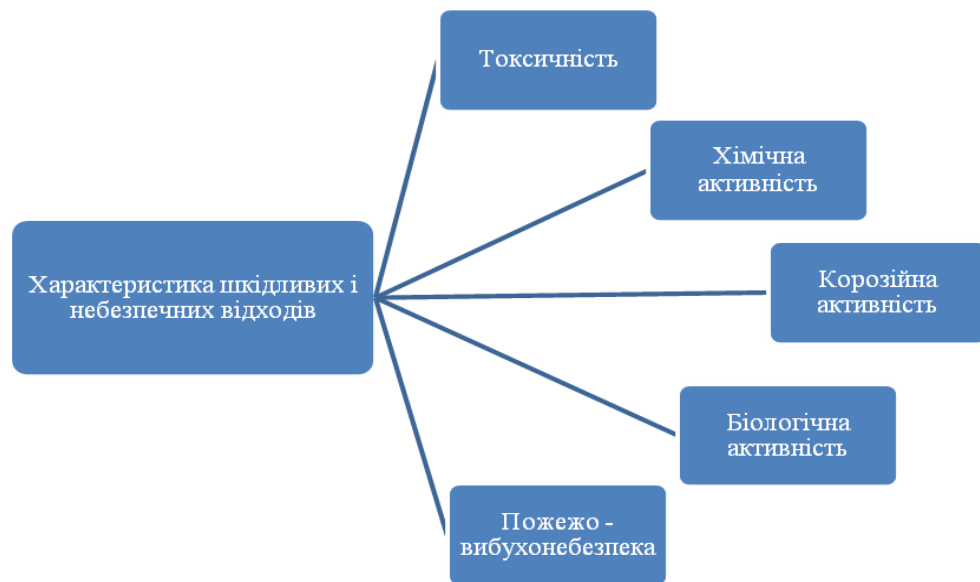 Токсичність
Хімічна
активність
Характеристика шкідливих і
небезпечних відходів
Корозійна
активність
Біологічна
активність
Пожежо -
вибухонебезпека